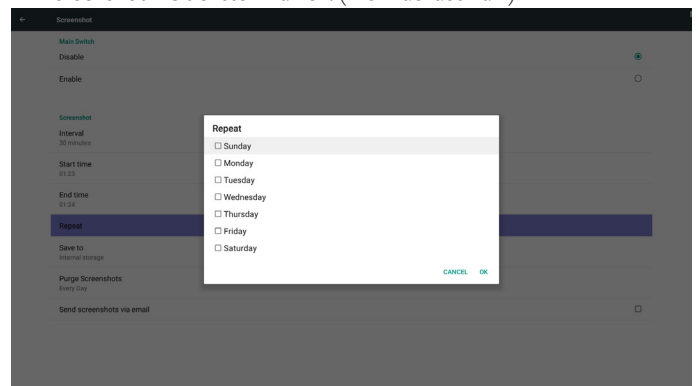 Screenshot
Main Switch
Disable
Enable
Screenshot
Interval
30 minutes
Start time
01:23
End time
01:24
Repeat
Save to
Internal storage
Purge Screenshots
Every Day
Send screenshots via email
Repeat
Sunday
Monday
Tuesday
Wednesday
Thursday
Friday
Saturday
CANCEL OK